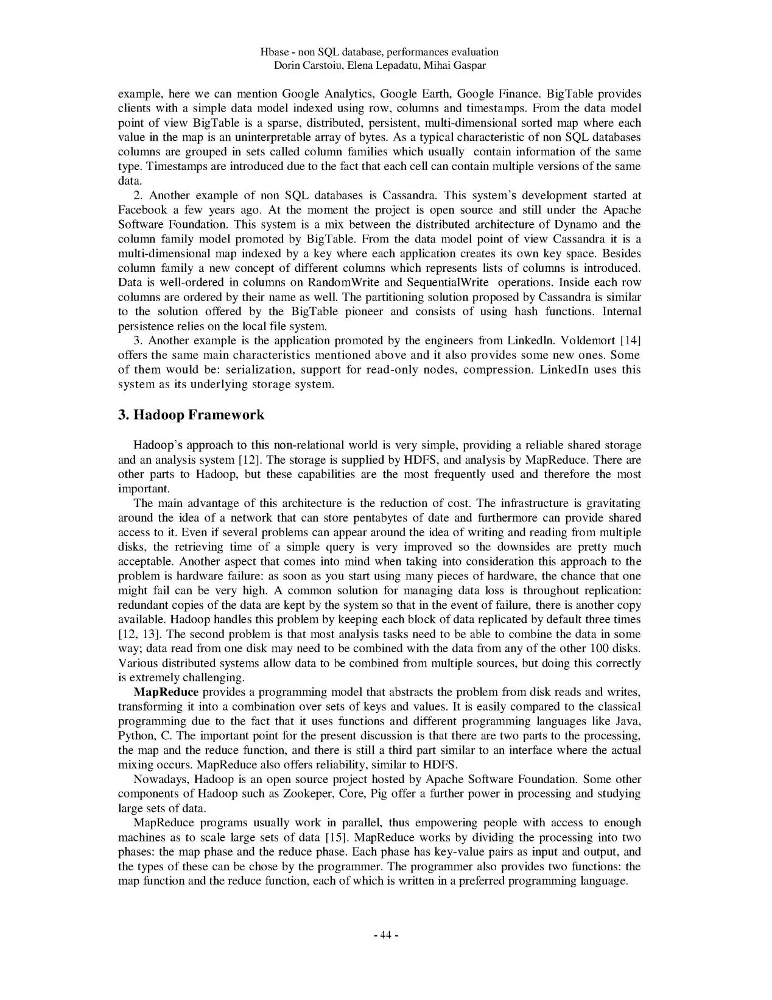 Hbase - non SQL database, performances evaluation
Dorin Carstoiu, Elena Lepadatu, Mihai Gaspar
example, here we can mention Google Analytics, Google Earth, Google Finance. BigTable provides
clients with a simple data model indexed using row, columns and timestamps. From the data model
point of view BigTable is a sparse, distributed, persistent, multi-dimensional sorted map where each
value in the map is an uninterpretable array of bytes. As a typical characteristic of non SQL databases
columns are grouped in sets called column families which usually contain information of the same
type. Timestamps are introduced due to the fact that each cell can contain multiple versions of the same
data.
2. Another example of non SQL databases is Cassandra. This system's development started at
Facebook a few years ago. At the moment the project is open source and still under the Apache
Software Foundation. This system is a mix between the distributed architecture of Dynamo and the
column family model promoted by BigTable. From the data model point of view Cassandra it is a
multi-dimensional map indexed by a key where each application creates its own key space. Besides
column family a new concept of different columns which represents lists of columns is introduced.
Data is well-ordered in columns on RandomWrite and SequentialWrite operations. Inside each row
columns are ordered by their name as well. The partitioning solution proposed by Cassandra is similar
to the solution offered by the BigTable pioneer and consists of using hash functions. Internal
persistence relies on the local file system.
3. Another example is the application promoted by the engineers from LinkedIn. Voldemort [14]
offers the same main characteristics mentioned above and it also provides some new ones. Some
of them would be: serialization, support for read-only nodes, compression. LinkedIn uses this
system as its underlying storage system.
3. Hadoop Framework
Hadoop's approach to this non-relational world is very simple, providing a reliable shared storage
and an analysis system [12]. The storage is supplied by HDFS, and analysis by MapReduce. There are
other parts to Hadoop, but these capabilities are the most frequently used and therefore the most
important.
The main advantage of this architecture is the reduction of cost. The infrastructure is gravitating
around the idea of a network that can store pentabytes of date and furthermore can provide shared
access to it. Even if several problems can appear around the idea of writing and reading from multiple
disks, the retrieving time of a simple query is very improved so the downsides are pretty much
acceptable. Another aspect that comes into mind when taking into consideration this approach to the
problem is hardware failure: as soon as you start using many pieces of hardware, the chance that one
might fail can be very high. A common solution for managing data loss is throughout replication:
redundant copies of the data are kept by the system so that in the event of failure, there is another copy
available. Hadoop handles this problem by keeping each block of data replicated by default three times
[12, 13]. The second problem is that most analysis tasks need to be able to combine the data in some
way; data read from one disk may need to be combined with the data from any of the other 100 disks.
Various distributed systems allow data to be combined from multiple sources, but doing this correctly
is extremely challenging.
MapReduce provides a programming model that abstracts the problem from disk reads and writes,
transforming it into a combination over sets of keys and values. It is easily compared to the classical
programming due to the fact that it uses functions and different programming languages like Java,
Python, C. The important point for the present discussion is that there are two parts to the processing,
the map and the reduce function, and there is still a third part similar to an interface where the actual
mixing occurs. MapReduce also offers reliability, similar to HDFS.
Nowadays, Hadoop is an open source project hosted by Apache Software Foundation. Some other
components of Hadoop such as Zookeper, Core, Pig offer a further power in processing and studying
large sets of data.
MapReduce programs usually work in parallel, thus empowering people with access to enough
machines as to scale large sets of data [15]. MapReduce works by dividing the processing into two
phases: the map phase and the reduce phase. Each phase has key-value pairs as input and output, and
the types of these can be chose by the programmer. The programmer also provides two functions: the
map function and the reduce function, each of which is written in a preferred programming language.
- 44 -